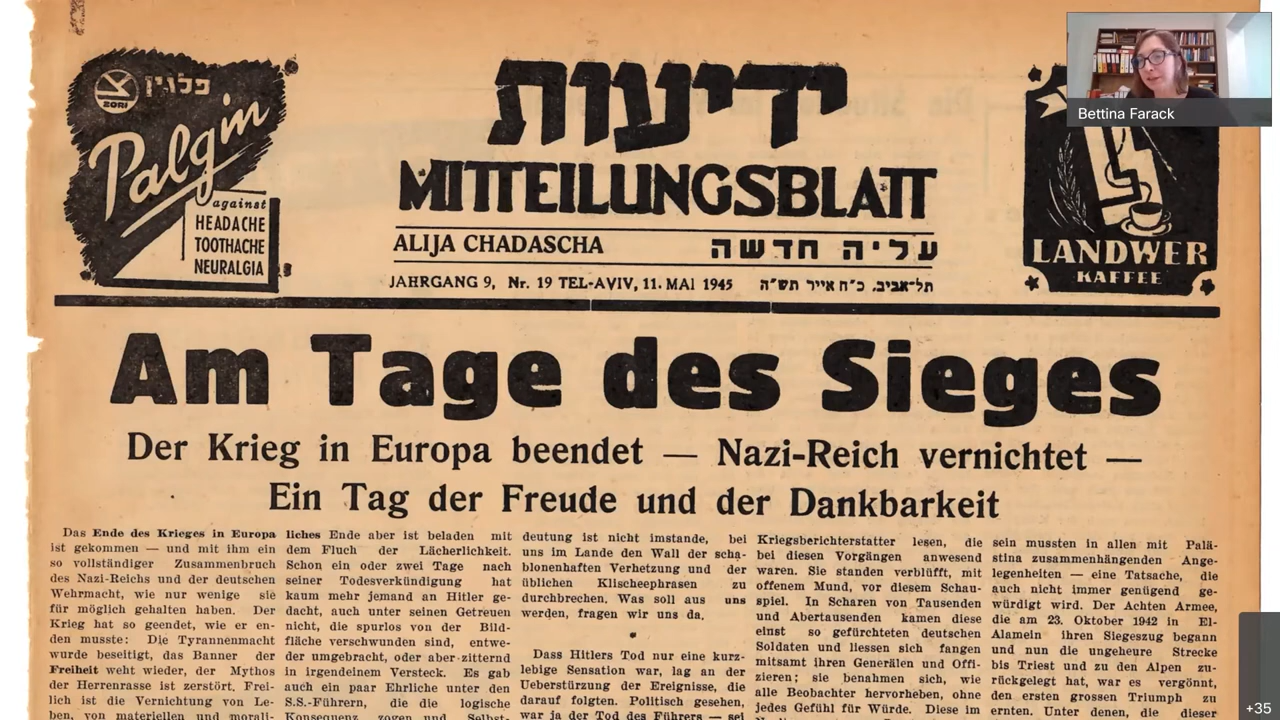 ZORI
פלגין
Palgin
against
HEADACHE
TOOTHACHE
NEURALGIA
ידיעות
MITTEILUNGSBLATT
ALIJA CHADASCHA
עליה חדשה
JAHRGANG 9, Nr. 19 TEL-AVIV, 11. MAI 1945
תל־אביב, כ״ח אייר תש״ה
LANDWER
KAFFEE
Bettina Farack
Am Tage des Sieges
Der Krieg in Europa beendet — Nazi-Reich vernichtet —
Ein Tag der Freude und der Dankbarkeit
Das Ende des Krieges in Europa
ist gekommen — und mit ihm ein
so vollständiger Zusammenbruch
des Nazi-Reichs und der deutschen
Wehrmacht, wie nur wenige sie
für möglich gehalten haben. Der
Krieg hat so geendet, wie er en-
den musste: Die Tyrannenmacht
wurde beseitigt, das Banner der
Freiheit weht wieder, der Mythos
der Herrenrasse ist zerstört. Frei-
lich ist die Vernichtung von Le-
ben, von materiellen und morali-
liches Ende aber ist beladen mit
dem Fluch der Lächerlichkeit.
Schon ein oder zwei Tage nach
seiner Todesverkündigung hat
kaum mehr jemand an Hitler ge-
dacht, auch unter seinen Getreuen
nicht, die spurlos von der Bild-
fläche verschwunden sind, entwe-
der umgebracht, oder aber zitternd
in irgendeinem Versteck. Es gab
auch ein paar Ehrliche unter den
S.S.-Führern, die die logische
Konsequenz zogen und Selbst-
deutung ist nicht imstande, bei
uns im Lande den Wall der scha-
blonenhaften Verhetzung und der
üblichen Klischeephrasen zu
durchbrechen. Was soll aus uns
werden, fragen wir uns da.
Dass Hitlers Tod nur eine kurz-
lebige Sensation war, lag an der
Ueberstürzung der Ereignisse, die
darauf folgten. Politisch gesehen,
war ja der Tod des Führers — sei
Kriegsberichterstatter lesen, die
bei diesen Vorgängen anwesend
waren. Sie standen verblüfft, mit
offenem Mund, vor diesem Schau-
spiel. In Scharen von Tausenden
und Abertausenden kamen diese
einst so gefürchteten deutschen
Soldaten und liessen sich fangen
mitsamt ihren Generälen und Offi-
zieren; sie benahmen sich, wie
alle Beobachter hervorheben, ohne
jedes Gefühl für Würde. Diese im
sein mussten in allen mit Palä-
stina zusammenhängenden Ange-
legenheiten — eine Tatsache, die
auch nicht immer genügend ge-
würdigt wird. Der Achten Armee,
die am 23. Oktober 1942 in El-
Alamein ihren Siegeszug begann
und nun die ungeheure Strecke
bis Triest und zu den Alpen zu-
rückgelegt hat, war es vergönnt,
den ersten grossen Triumph zu
ernten. Unter denen, die dieser
+35